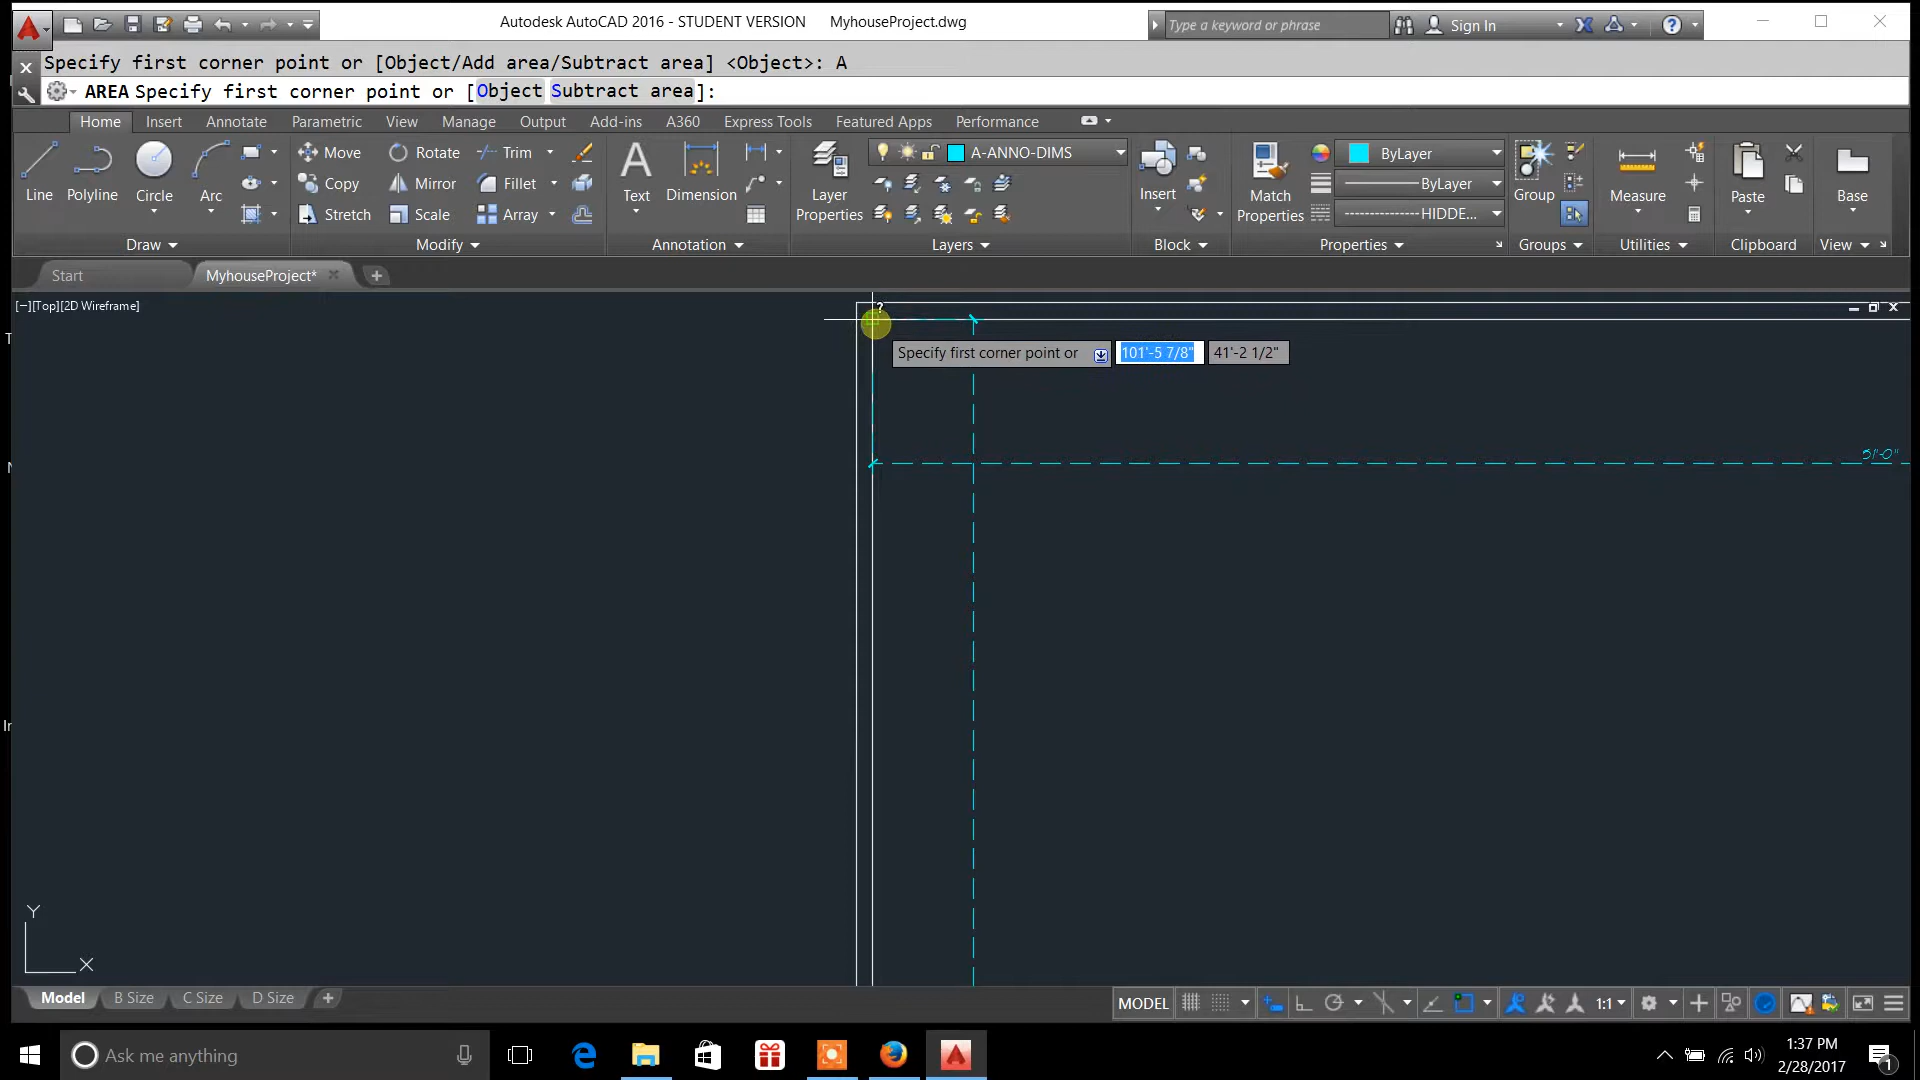 Autodesk AutoCAD 2016 - STUDENT VERSION MyhouseProject.dwg
Type a keyword or phrase
Sign In
Specify first corner point or [Object/Add area/Subtract area] <Object>: A
AREA Specify first corner point or [Object Subtract area]:
Home Insert Annotate Parametric View Manage Output Add-ins A360 Express Tools Featured Apps Performance
Line
Polyline
Circle
Arc
Draw
Move Rotate Trim
Copy Mirror Fillet
Stretch Scale Array
Modify
Text
Dimension
Annotation
Layer Properties
A-ANNO-DIMS
Layers
Insert
Block
Match Properties
ByLayer
ByLayer
HIDDE...
Properties
Group
Groups
Measure
Utilities
Paste
Clipboard
Base
View
Start MyhouseProject*
[−][Top][2D Wireframe]
?
Specify first corner point or 101'-5 7/8" 41'-2 1/2"
Y
X
Model B Size C Size D Size
MODEL 1:1
Ask me anything
1:37 PM
2/28/2017
1